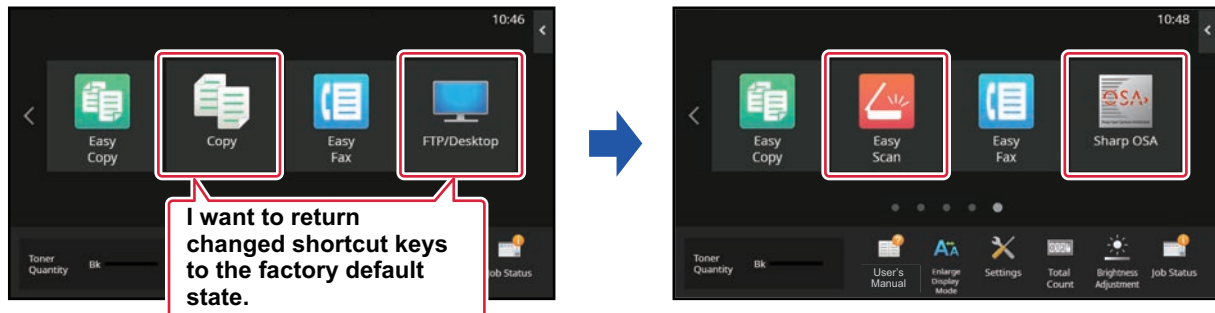 10:46
Easy
Copy
Copy
Easy
Fax
FTP/Desktop
I want to return
changed shortcut keys
to the factory default
state.
Toner
Quantity
Bk
ob Status
10:48
Easy
Copy
Easy
Scan
Easy
Fax
OSA
Sharp OSA
Toner
Quantity
Bk
User's
Manual
Enlarge
Display
Mode
Settings
Total
Count
Brightness
Adjustment
Job Status